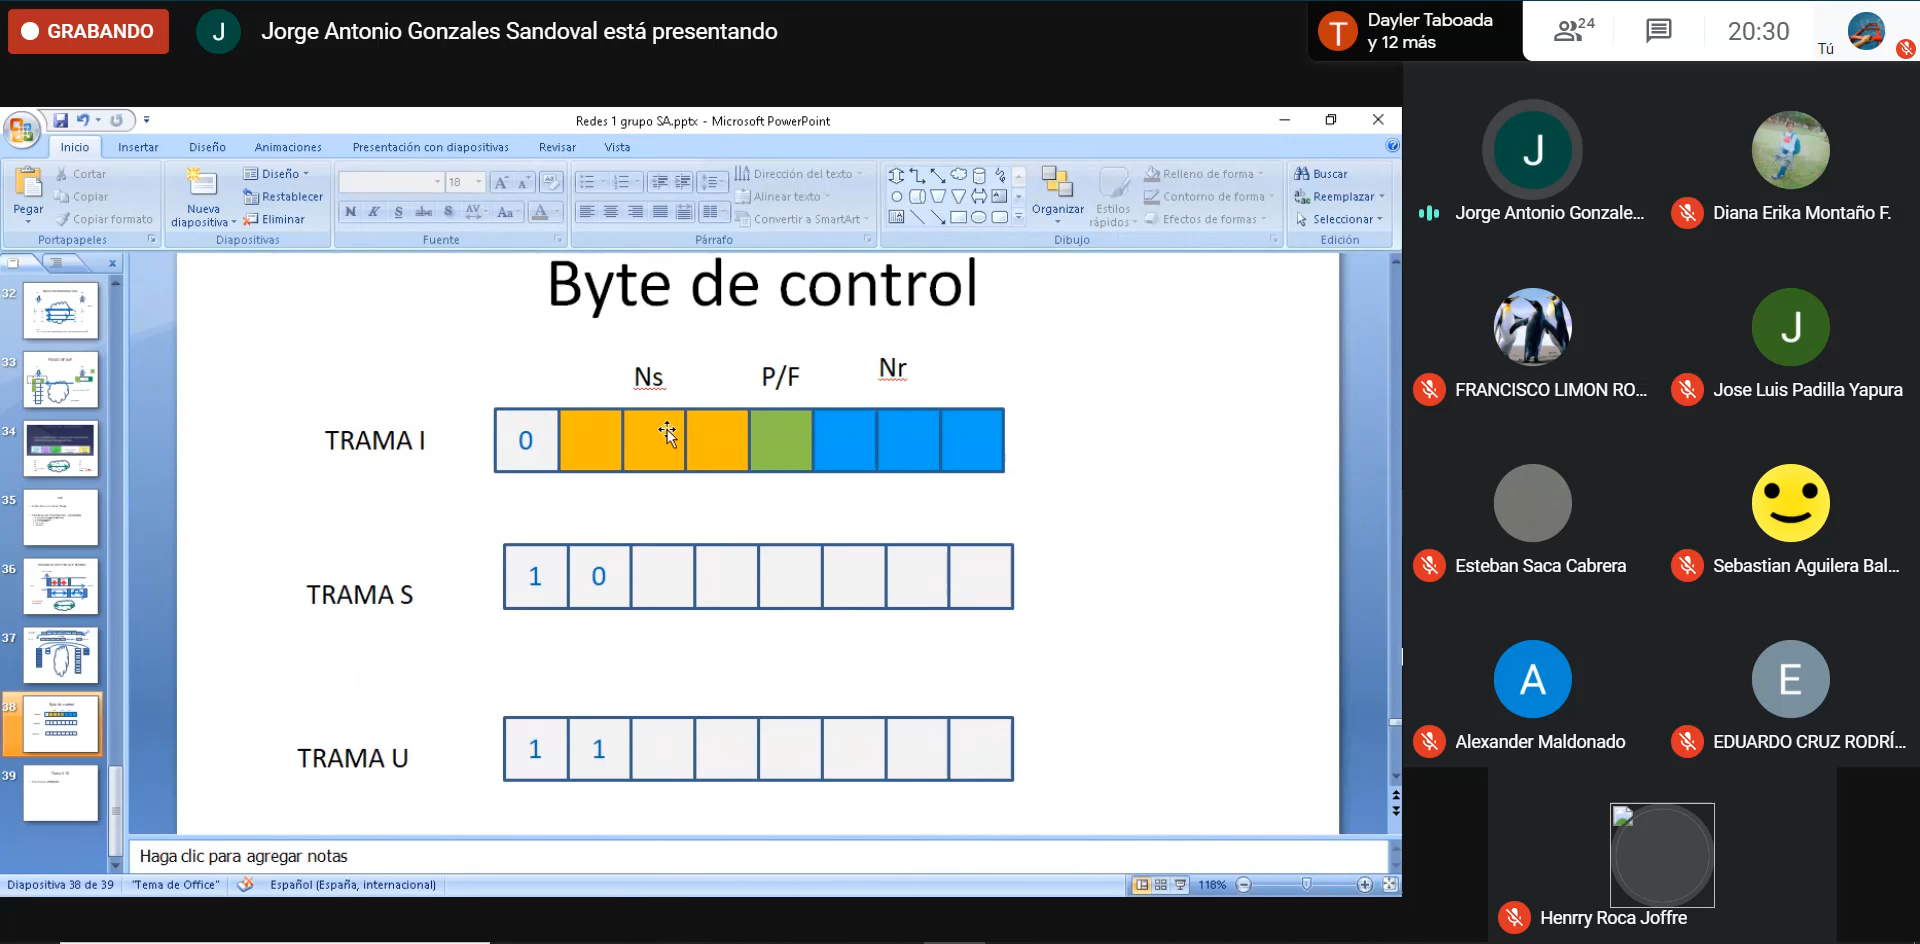 GRABANDO
J
Jorge Antonio Gonzales Sandoval está presentando
T
Dayler Taboada
y 12 más
24
20:30
Tú
Redes 1 grupo SA.pptx - Microsoft PowerPoint
Inicio
Insertar
Diseño
Animaciones
Presentación con diapositivas
Revisar
Vista
Pegar
Cortar
Copiar
Copiar formato
Portapapeles
Nueva
diapositiva
Diseño
Restablecer
Eliminar
Diapositivas
18
N K S abc S AV Aa A
Fuente
Dirección del texto
Alinear texto
Convertir a SmartArt
Párrafo
Organizar
Estilos
rápidos
Relleno de forma
Contorno de forma
Efectos de formas
Dibujo
Buscar
Reemplazar
Seleccionar
Edición
32
33
34
35
36
37
38
Byte de control
39
Byte de control
Ns
P/F
Nr
TRAMA I
0
TRAMA S
1 0
TRAMA U
1 1
Haga clic para agregar notas
Diapositiva 38 de 39
"Tema de Office"
Español (España, internacional)
118%
J
Jorge Antonio Gonzale...
Diana Erika Montaño F.
FRANCISCO LIMON RO...
J
Jose Luis Padilla Yapura
Esteban Saca Cabrera
Sebastian Aguilera Bal...
A
Alexander Maldonado
E
EDUARDO CRUZ RODRÍ...
Henrry Roca Joffre